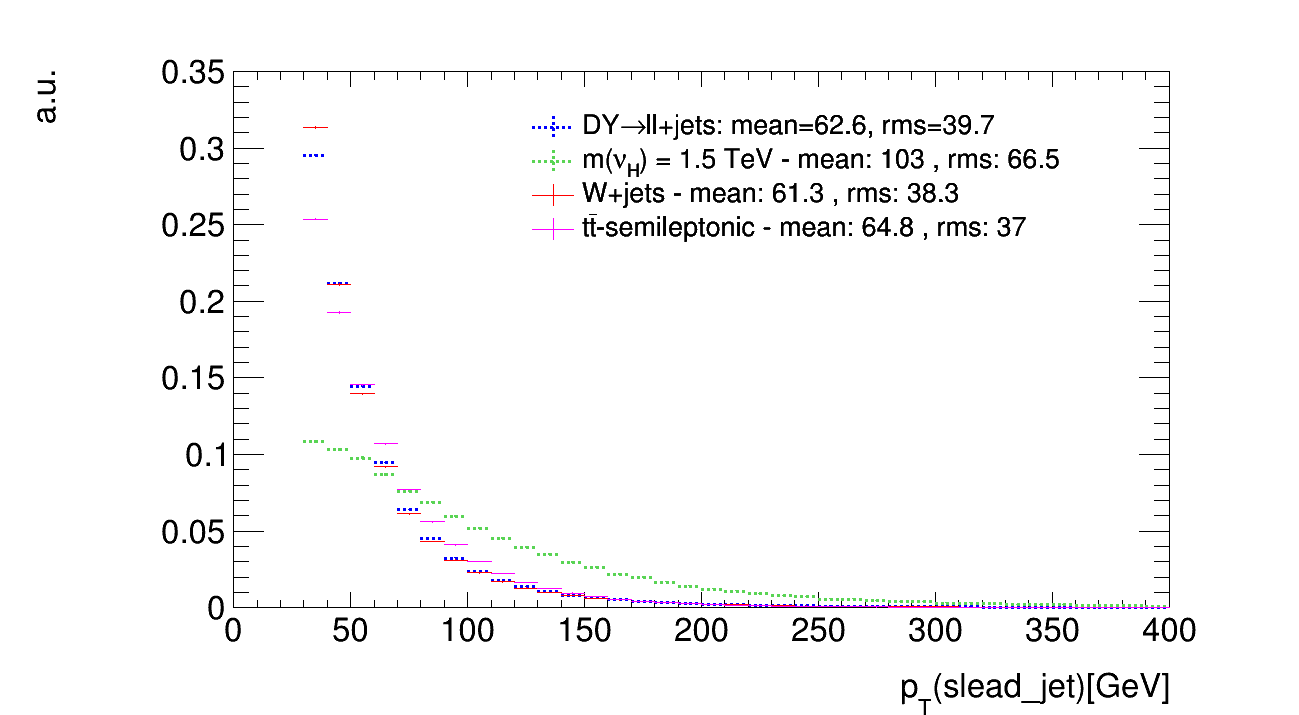 a.u.
0.35
0.3
0.25
0.2
0.15
0.1
0.05
0
DY→ll+jets: mean=62.6, rms=39.7
m(ν_H) = 1.5 TeV - mean: 103 , rms: 66.5
W+jets - mean: 61.3 , rms: 38.3
tt̄-semileptonic - mean: 64.8 , rms: 37
0 50 100 150 200 250 300 350 400
p_T(slead_jet)[GeV]